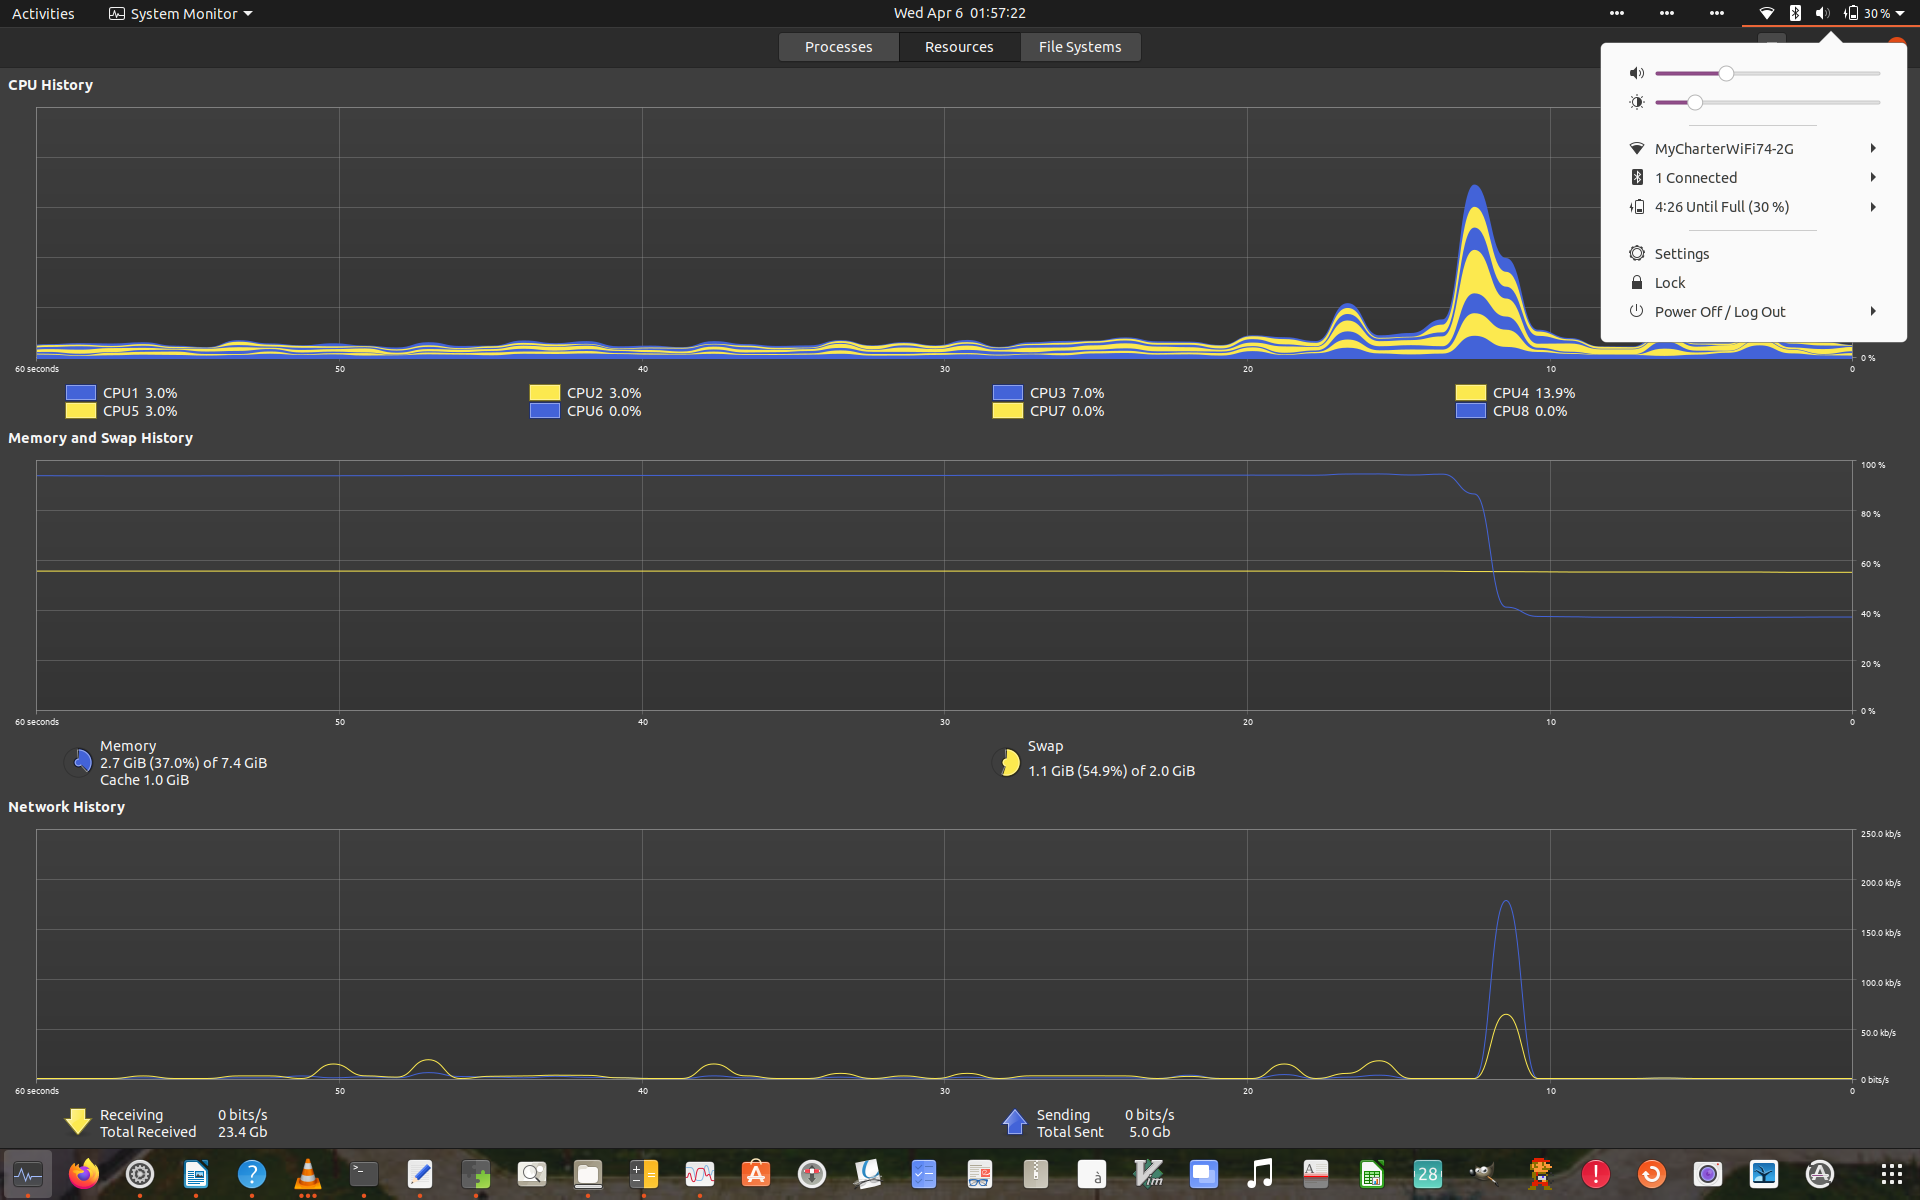 Activities
System Monitor
Wed Apr 6 01:57:22
30 %
Processes
Resources
File Systems
MyCharterWiFi74-2G
1 Connected
4:26 Until Full (30 %)
Settings
Lock
Power Off / Log Out
CPU History
0 %
60 seconds 50 40 30 20 10 0
CPU1 3.0% CPU2 3.0% CPU3 7.0% CPU4 13.9%
CPU5 3.0% CPU6 0.0% CPU7 0.0% CPU8 0.0%
Memory and Swap History
100 %
80 %
60 %
40 %
20 %
0 %
60 seconds 50 40 30 20 10 0
Memory
2.7 GiB (37.0%) of 7.4 GiB
Cache 1.0 GiB
Swap
1.1 GiB (54.9%) of 2.0 GiB
Network History
250.0 kb/s
200.0 kb/s
150.0 kb/s
100.0 kb/s
50.0 kb/s
0 bits/s
60 seconds 50 40 30 20 10 0
Receiving 0 bits/s
Total Received 23.4 Gb
Sending 0 bits/s
Total Sent 5.0 Gb
?
>_
à
Vim
A
28
!